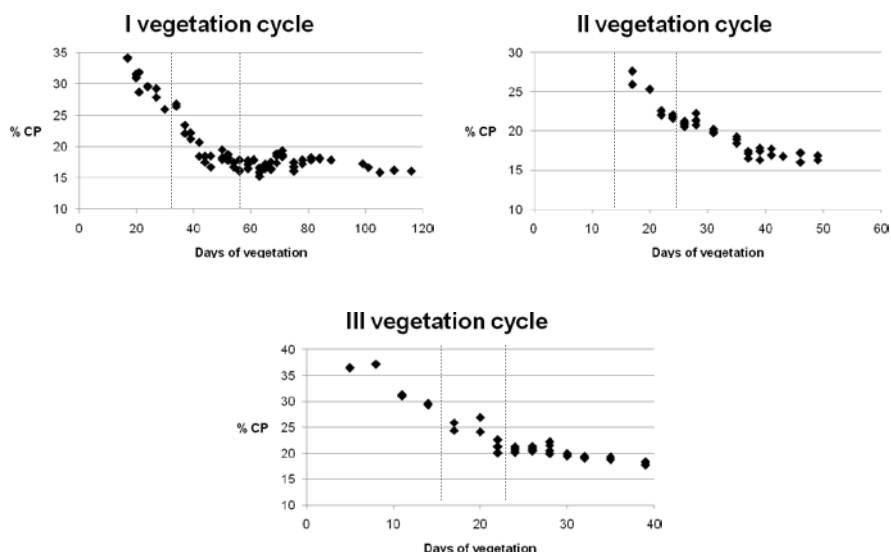 I vegetation cycle
35
30
25
% CP
20
15
10
0 20 40 60 80 100 120
Days of vegetation
II vegetation cycle
30
25
% CP
20
15
10
0 10 20 30 40 50 60
Days of vegetation
III vegetation cycle
40
35
30
% CP
25
20
15
10
0 10 20 30 40
Days of vegetation